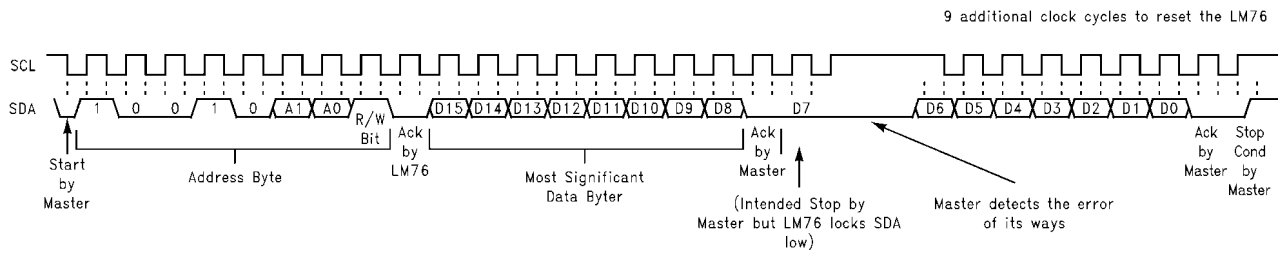 9 additional clock cycles to reset the LM76
SCL
SDA
1 0 0 1 0 A1 A0 R/W Bit D15 D14 D13 D12 D11 D10 D9 D8 D7 D6 D5 D4 D3 D2 D1 D0
Start
by
Master
Address Byte
Ack
by
LM76
Most Significant
Data Byter
Ack
by
Master
(Intended Stop by
Master but LM76 locks SDA
low)
Master detects the error
of its ways
Ack
by
Master
Stop
Cond
by
Master